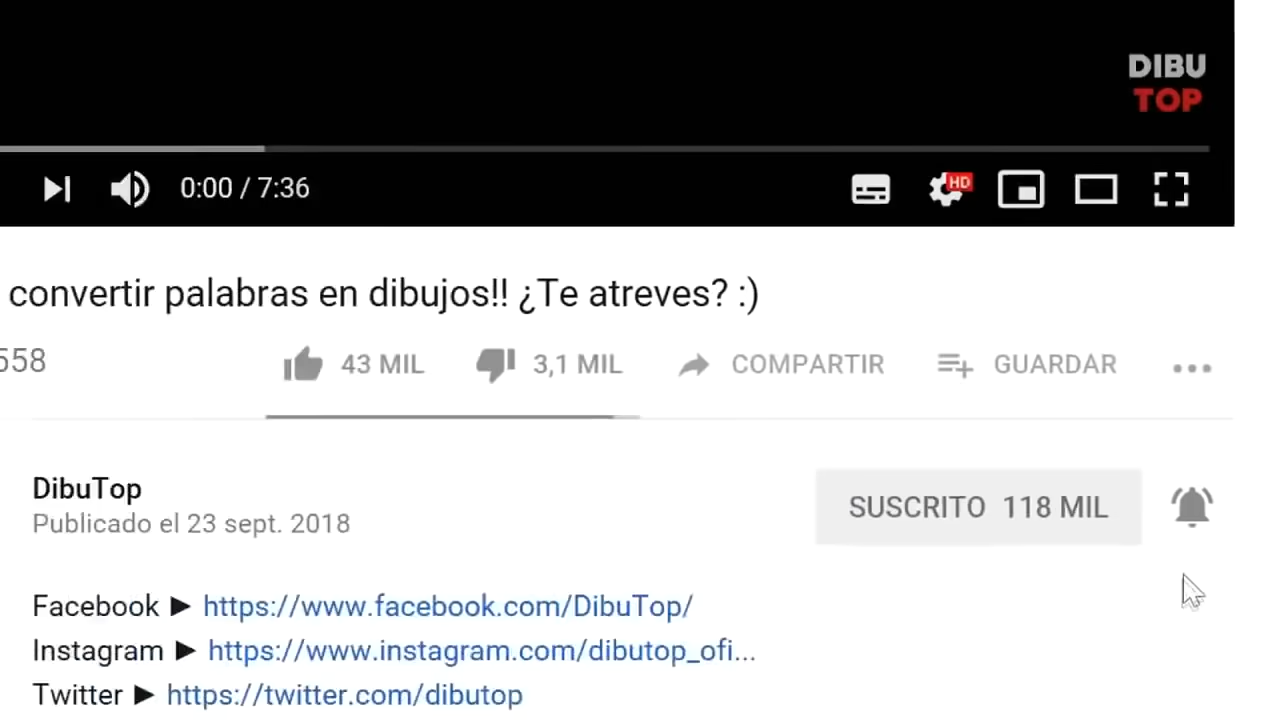 DIBU
TOP
0:00 / 7:36
HD
convertir palabras en dibujos!! ¿Te atreves? :)
558
43 MIL
3,1 MIL
COMPARTIR
GUARDAR
DibuTop
Publicado el 23 sept. 2018
SUSCRITO 118 MIL
Facebook ► https://www.facebook.com/DibuTop/
Instagram ► https://www.instagram.com/dibutop_ofi...
Twitter ► https://twitter.com/dibutop